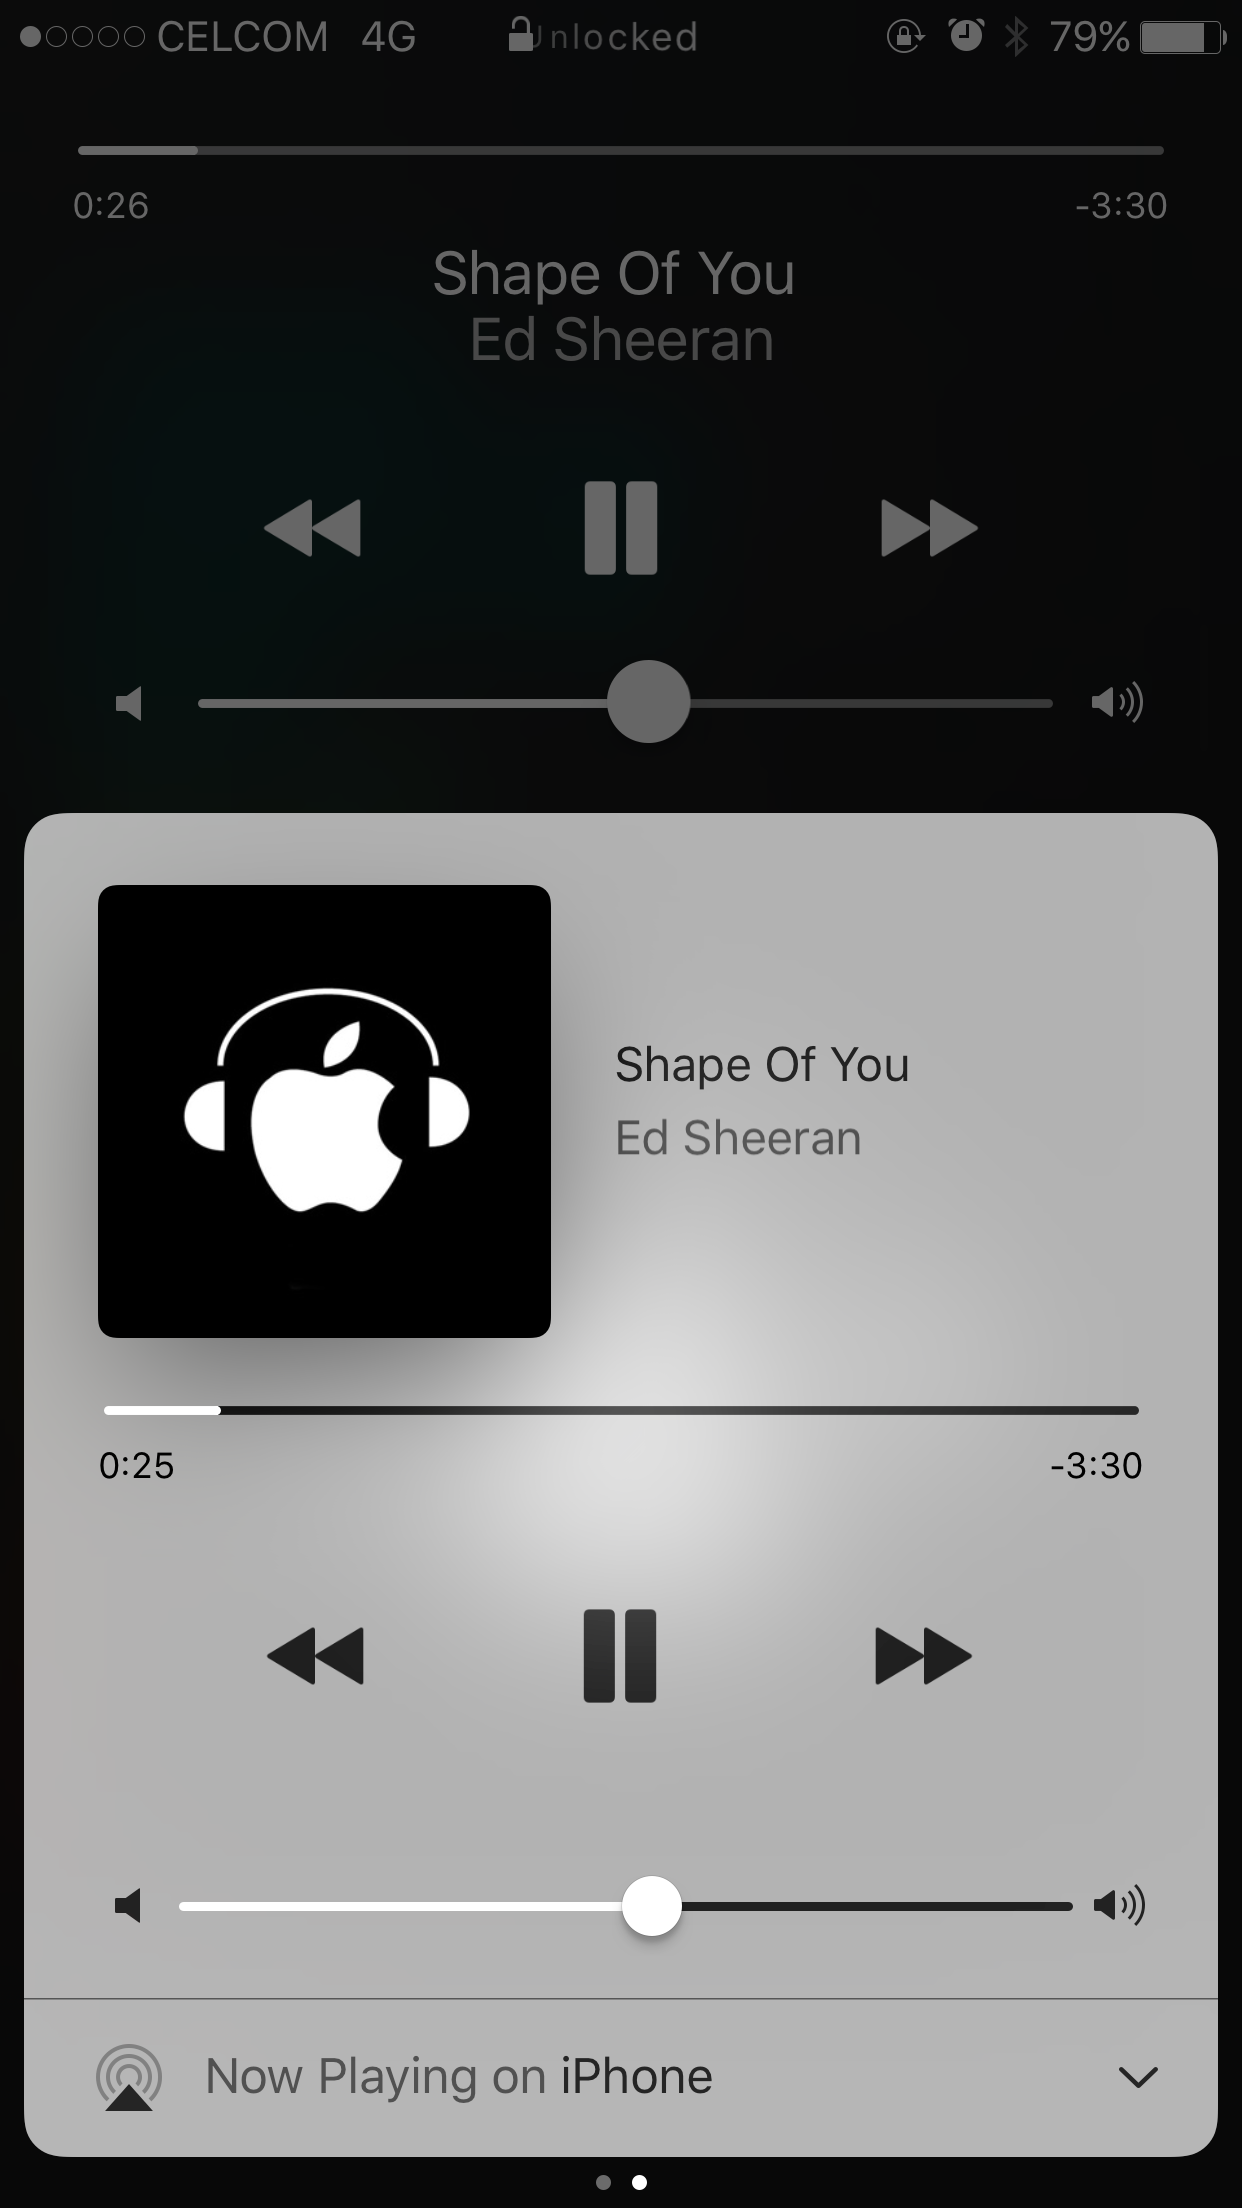 CELCOM 4G Unlocked 79%
0:26 -3:30
Shape Of You
Ed Sheeran
Shape Of You
Ed Sheeran
0:25 -3:30
Now Playing on iPhone